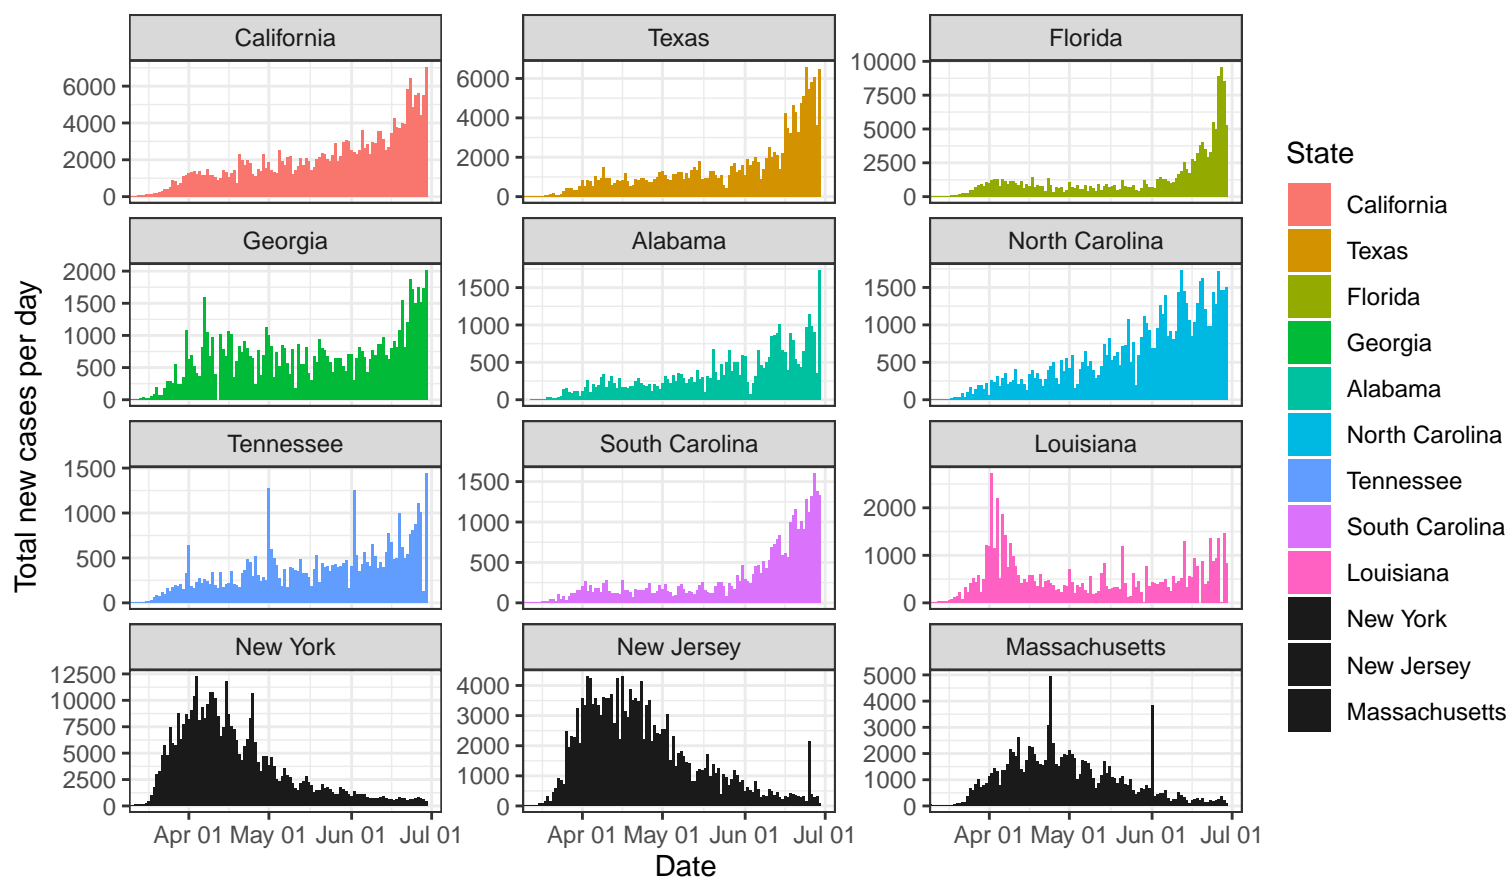 California
Texas
Florida
6000
4000
2000
0
6000
4000
2000
0
10000
7500
5000
2500
0
Georgia
Alabama
North Carolina
2000
1500
1000
500
0
1500
1000
500
0
1500
1000
500
0
Tennessee
South Carolina
Louisiana
1500
1000
500
0
1500
1000
500
0
2000
1000
0
New York
New Jersey
Massachusetts
12500
10000
7500
5000
2500
0
4000
3000
2000
1000
0
5000
4000
3000
2000
1000
0
Apr 01 May 01 Jun 01 Jul 01
Apr 01 May 01 Jun 01 Jul 01
Apr 01 May 01 Jun 01 Jul 01
Date
Total new cases per day
State
California
Texas
Florida
Georgia
Alabama
North Carolina
Tennessee
South Carolina
Louisiana
New York
New Jersey
Massachusetts